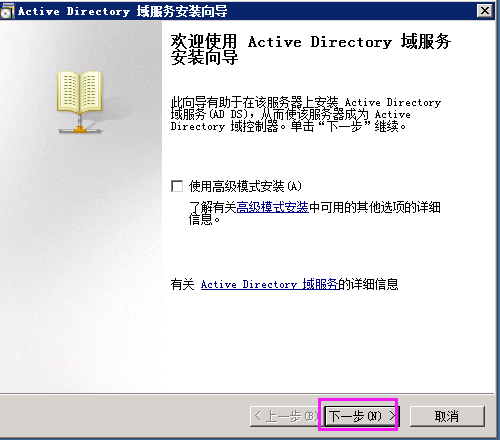 Active Directory 域服务安装向导
欢迎使用 Active Directory 域服务
安装向导
此向导有助于在该服务器上安装 Active Directory
域服务(AD DS)，从而使该服务器成为 Active
Directory 域控制器。单击“下一步”继续。
使用高级模式安装(A)
了解有关高级模式安装中可用的其他选项的详细
信息。
有关 Active Directory 域服务的详细信息
< 上一步(B) 下一步(N) > 取消